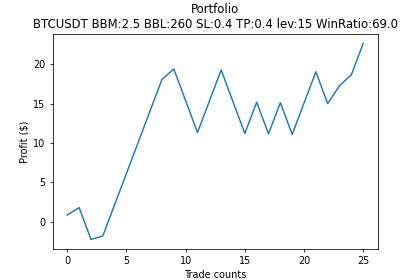 Portfolio
BTCUSDT BBM:2.5 BBL:260 SL:0.4 TP:0.4 lev:15 WinRatio:69.0
20
15
10
5
0
Profit ($)
0 5 10 15 20 25
Trade counts